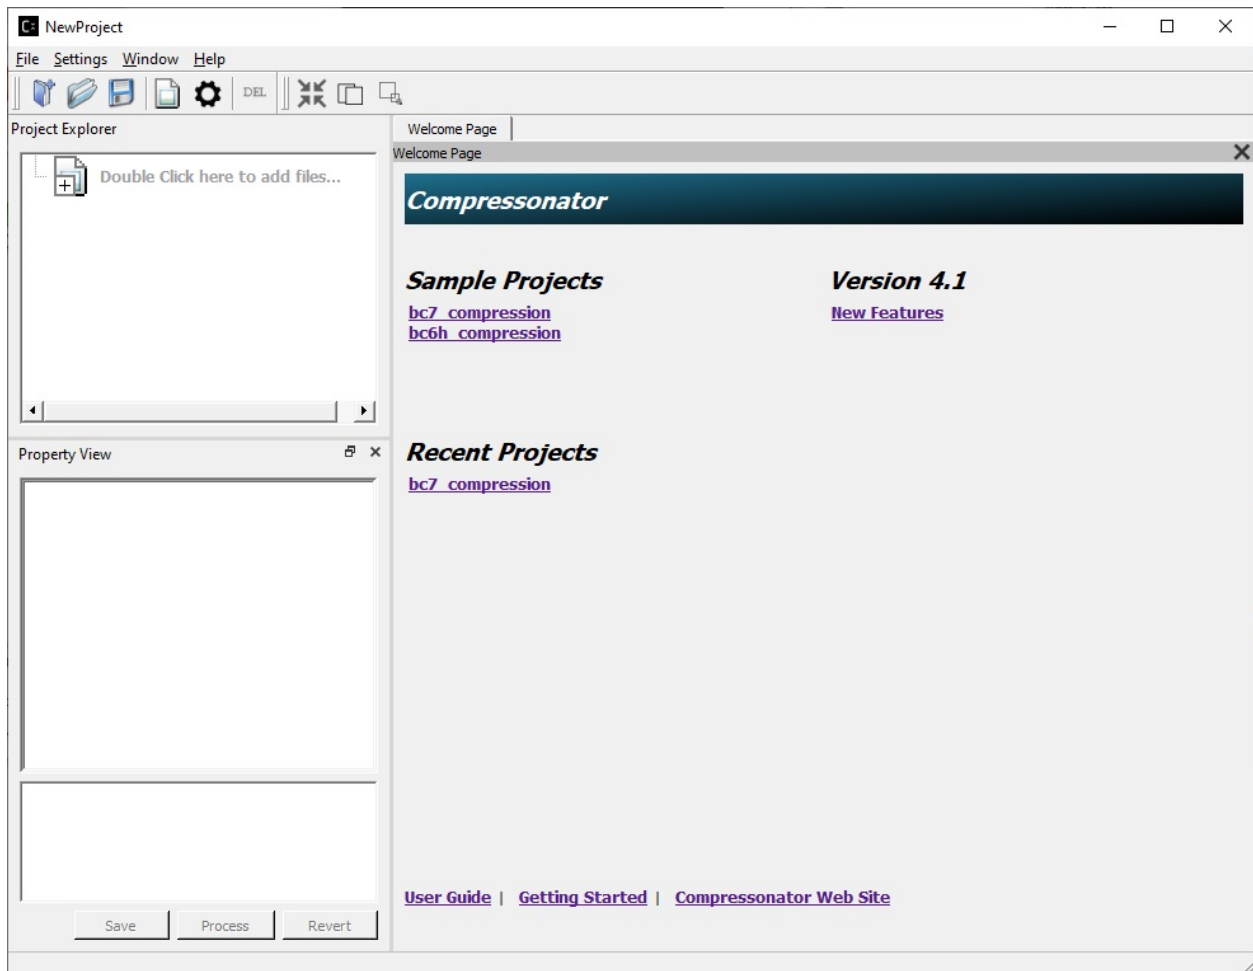 NewProject
File Settings Window Help
DEL
Project Explorer
Double Click here to add files...
Property View
Save Process Revert
Welcome Page
Welcome Page
Compressonator
Sample Projects
bc7_compression
bc6h_compression
Version 4.1
New Features
Recent Projects
bc7_compression
User Guide | Getting Started | Compressonator Web Site